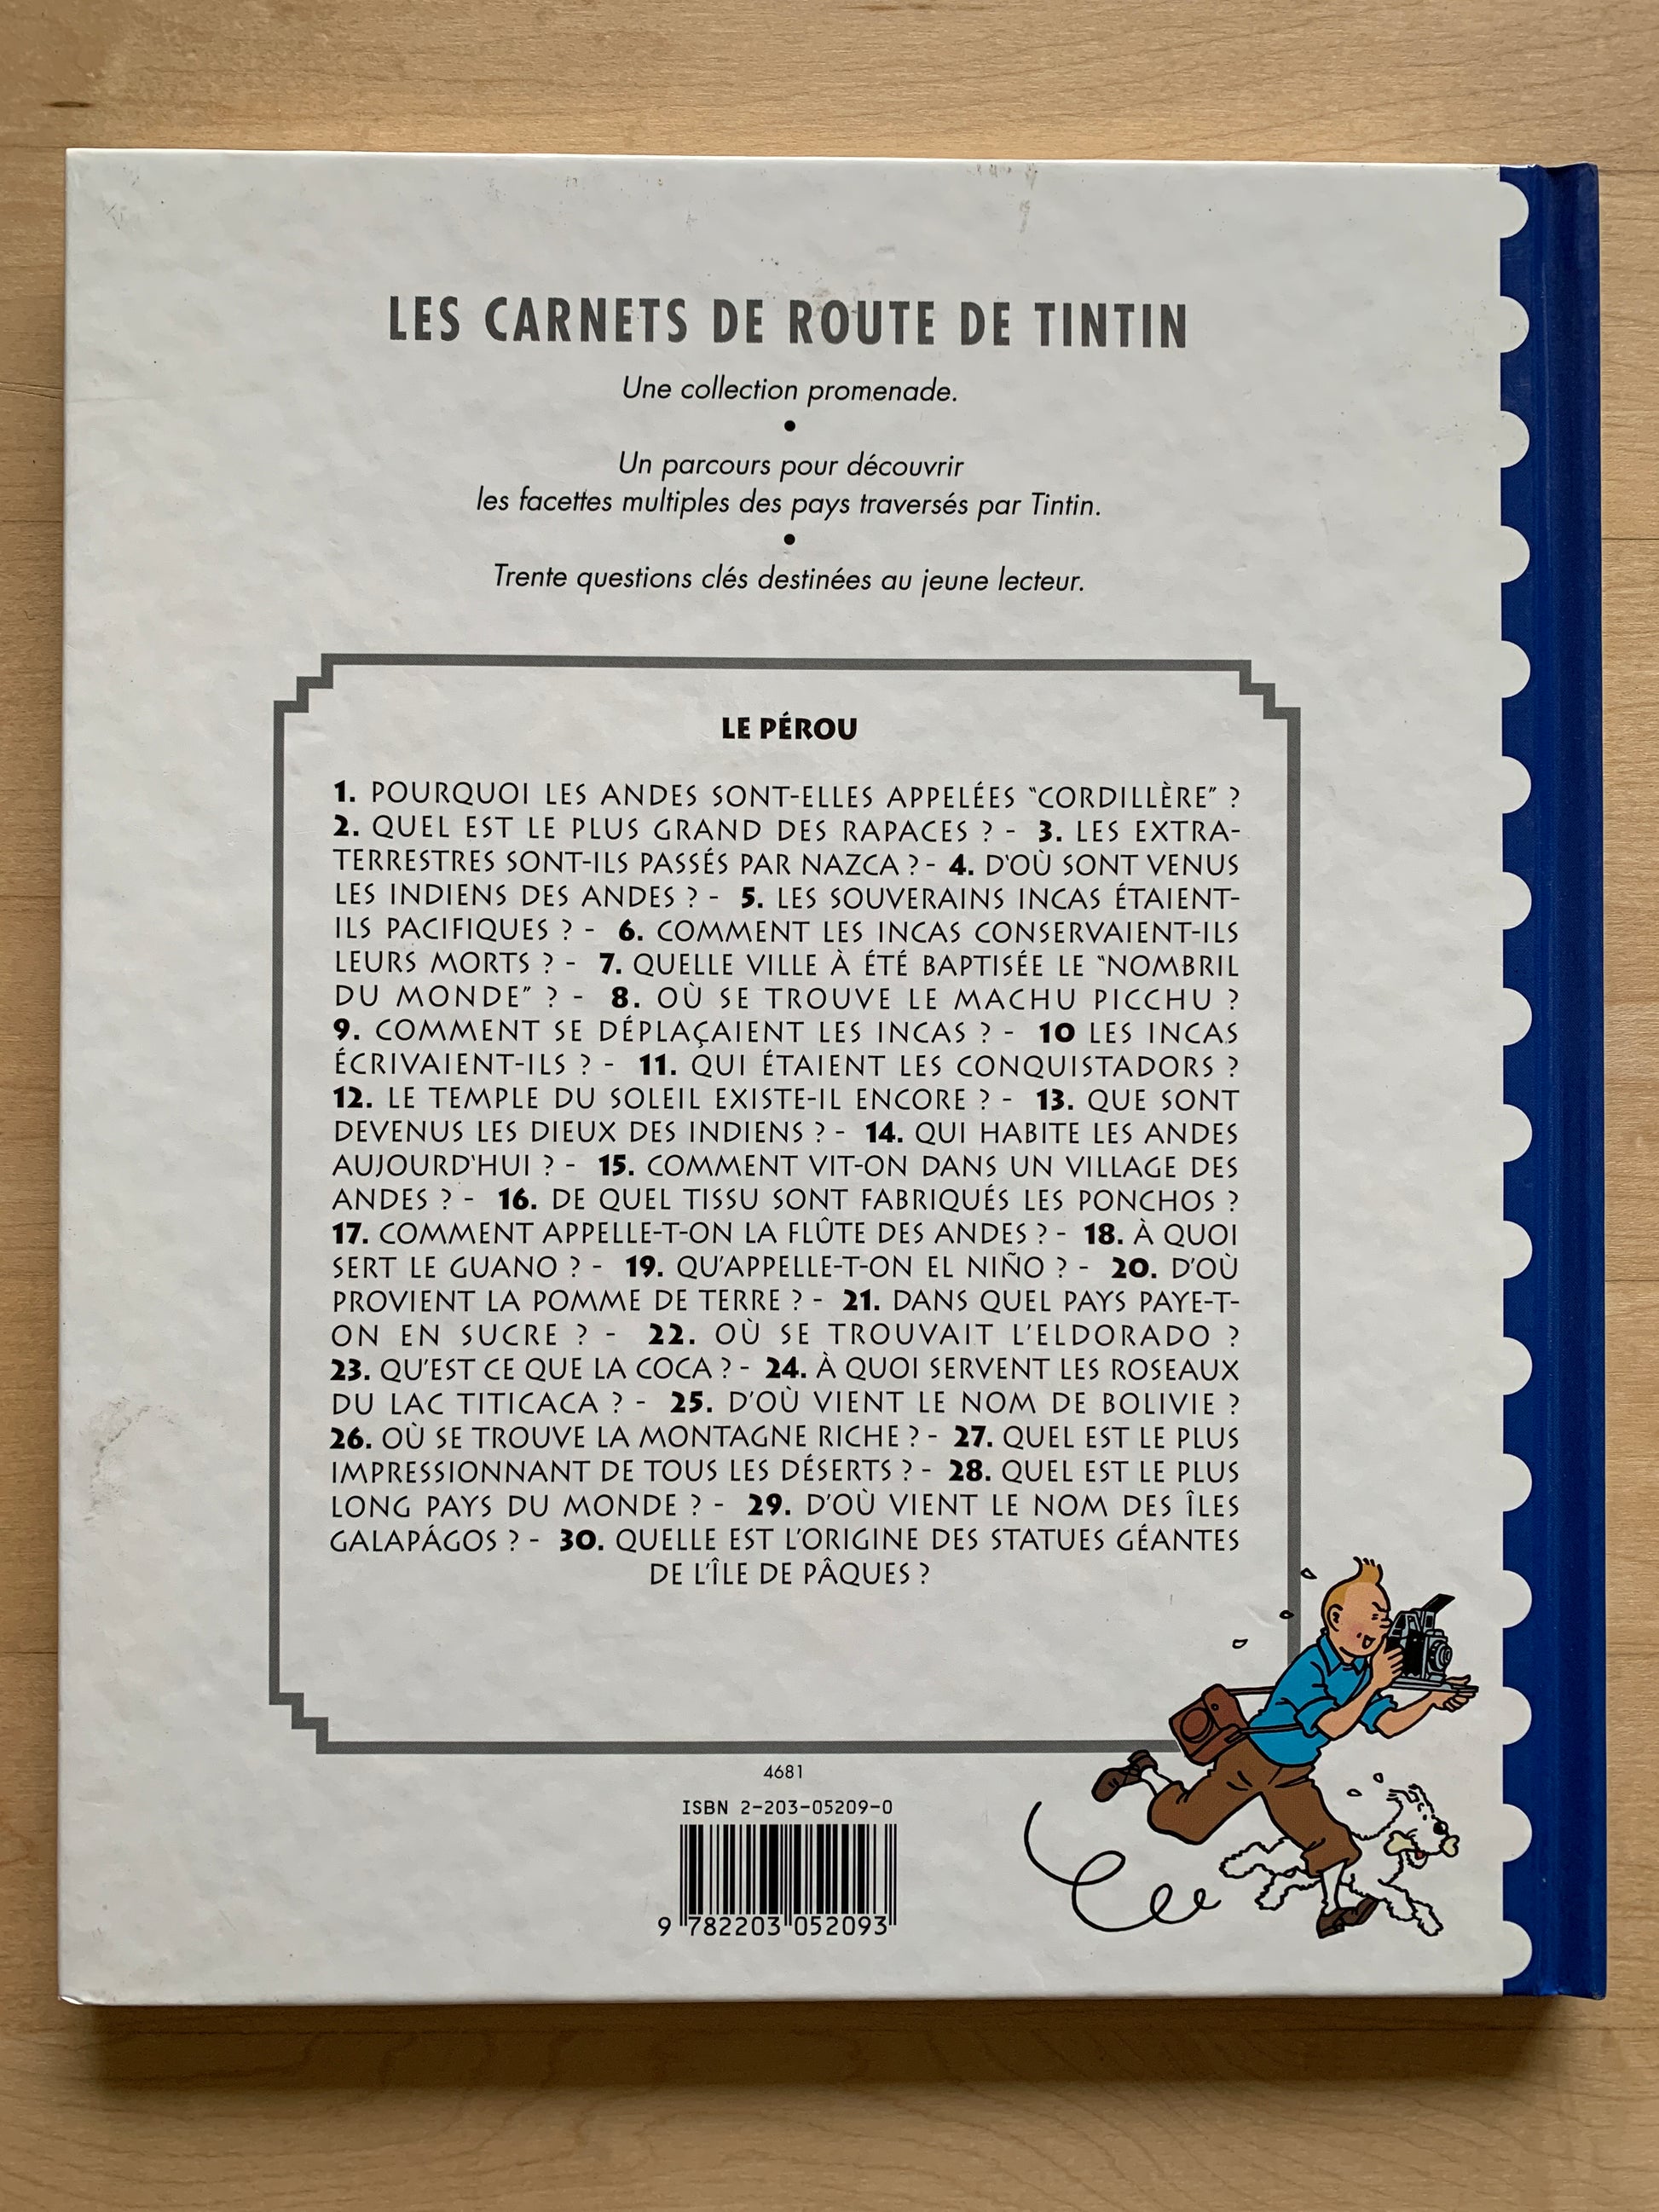 LES CARNETS DE ROUTE DE TINTIN
Une collection promenade.
•
Un parcours pour découvrir
les facettes multiples des pays traversés par Tintin.
•
Trente questions clés destinées au jeune lecteur.
LE PÉROU
1. POURQUOI LES ANDES SONT-ELLES APPELÉES “CORDILLÈRE” ?
2. QUEL EST LE PLUS GRAND DES RAPACES ? - 3. LES EXTRA-
TERRESTRES SONT-ILS PASSÉS PAR NAZCA ? - 4. D‘OÙ SONT VENUS
LES INDIENS DES ANDES ? - 5. LES SOUVERAINS INCAS ÉTAIENT-
ILS PACIFIQUES ? - 6. COMMENT LES INCAS CONSERVAIENT-ILS
LEURS MORTS ? - 7. QUELLE VILLE À ÉTÉ BAPTISÉE LE “NOMBRIL
DU MONDE” ? - 8. OÙ SE TROUVE LE MACHU PICCHU ?
9. COMMENT SE DÉPLAÇAIENT LES INCAS ? - 10 LES INCAS
ÉCRIVAIENT-ILS ? - 11. QUI ÉTAIENT LES CONQUISTADORS ?
12. LE TEMPLE DU SOLEIL EXISTE-IL ENCORE ? - 13. QUE SONT
DEVENUS LES DIEUX DES INDIENS ? - 14. QUI HABITE LES ANDES
AUJOURD‘HUI ? - 15. COMMENT VIT-ON DANS UN VILLAGE DES
ANDES ? - 16. DE QUEL TISSU SONT FABRIQUÉS LES PONCHOS ?
17. COMMENT APPELLE-T-ON LA FLÛTE DES ANDES ? - 18. À QUOI
SERT LE GUANO ? - 19. QU’APPELLE-T-ON EL NIÑO ? - 20. D’OÙ
PROVIENT LA POMME DE TERRE ? - 21. DANS QUEL PAYS PAYE-T-
ON EN SUCRE ? - 22. OÙ SE TROUVAIT L’ELDORADO ?
23. QU’EST CE QUE LA COCA ? - 24. À QUOI SERVENT LES ROSEAUX
DU LAC TITICACA ? - 25. D’OÙ VIENT LE NOM DE BOLIVIE ?
26. OÙ SE TROUVE LA MONTAGNE RICHE ? - 27. QUEL EST LE PLUS
IMPRESSIONNANT DE TOUS LES DÉSERTS ? - 28. QUEL EST LE PLUS
LONG PAYS DU MONDE ? - 29. D’OÙ VIENT LE NOM DES ÎLES
GALAPÁGOS ? - 30. QUELLE EST L’ORIGINE DES STATUES GÉANTES
DE L’ÎLE DE PÂQUES ?
4681
ISBN 2-203-05209-0
9 782203 052093